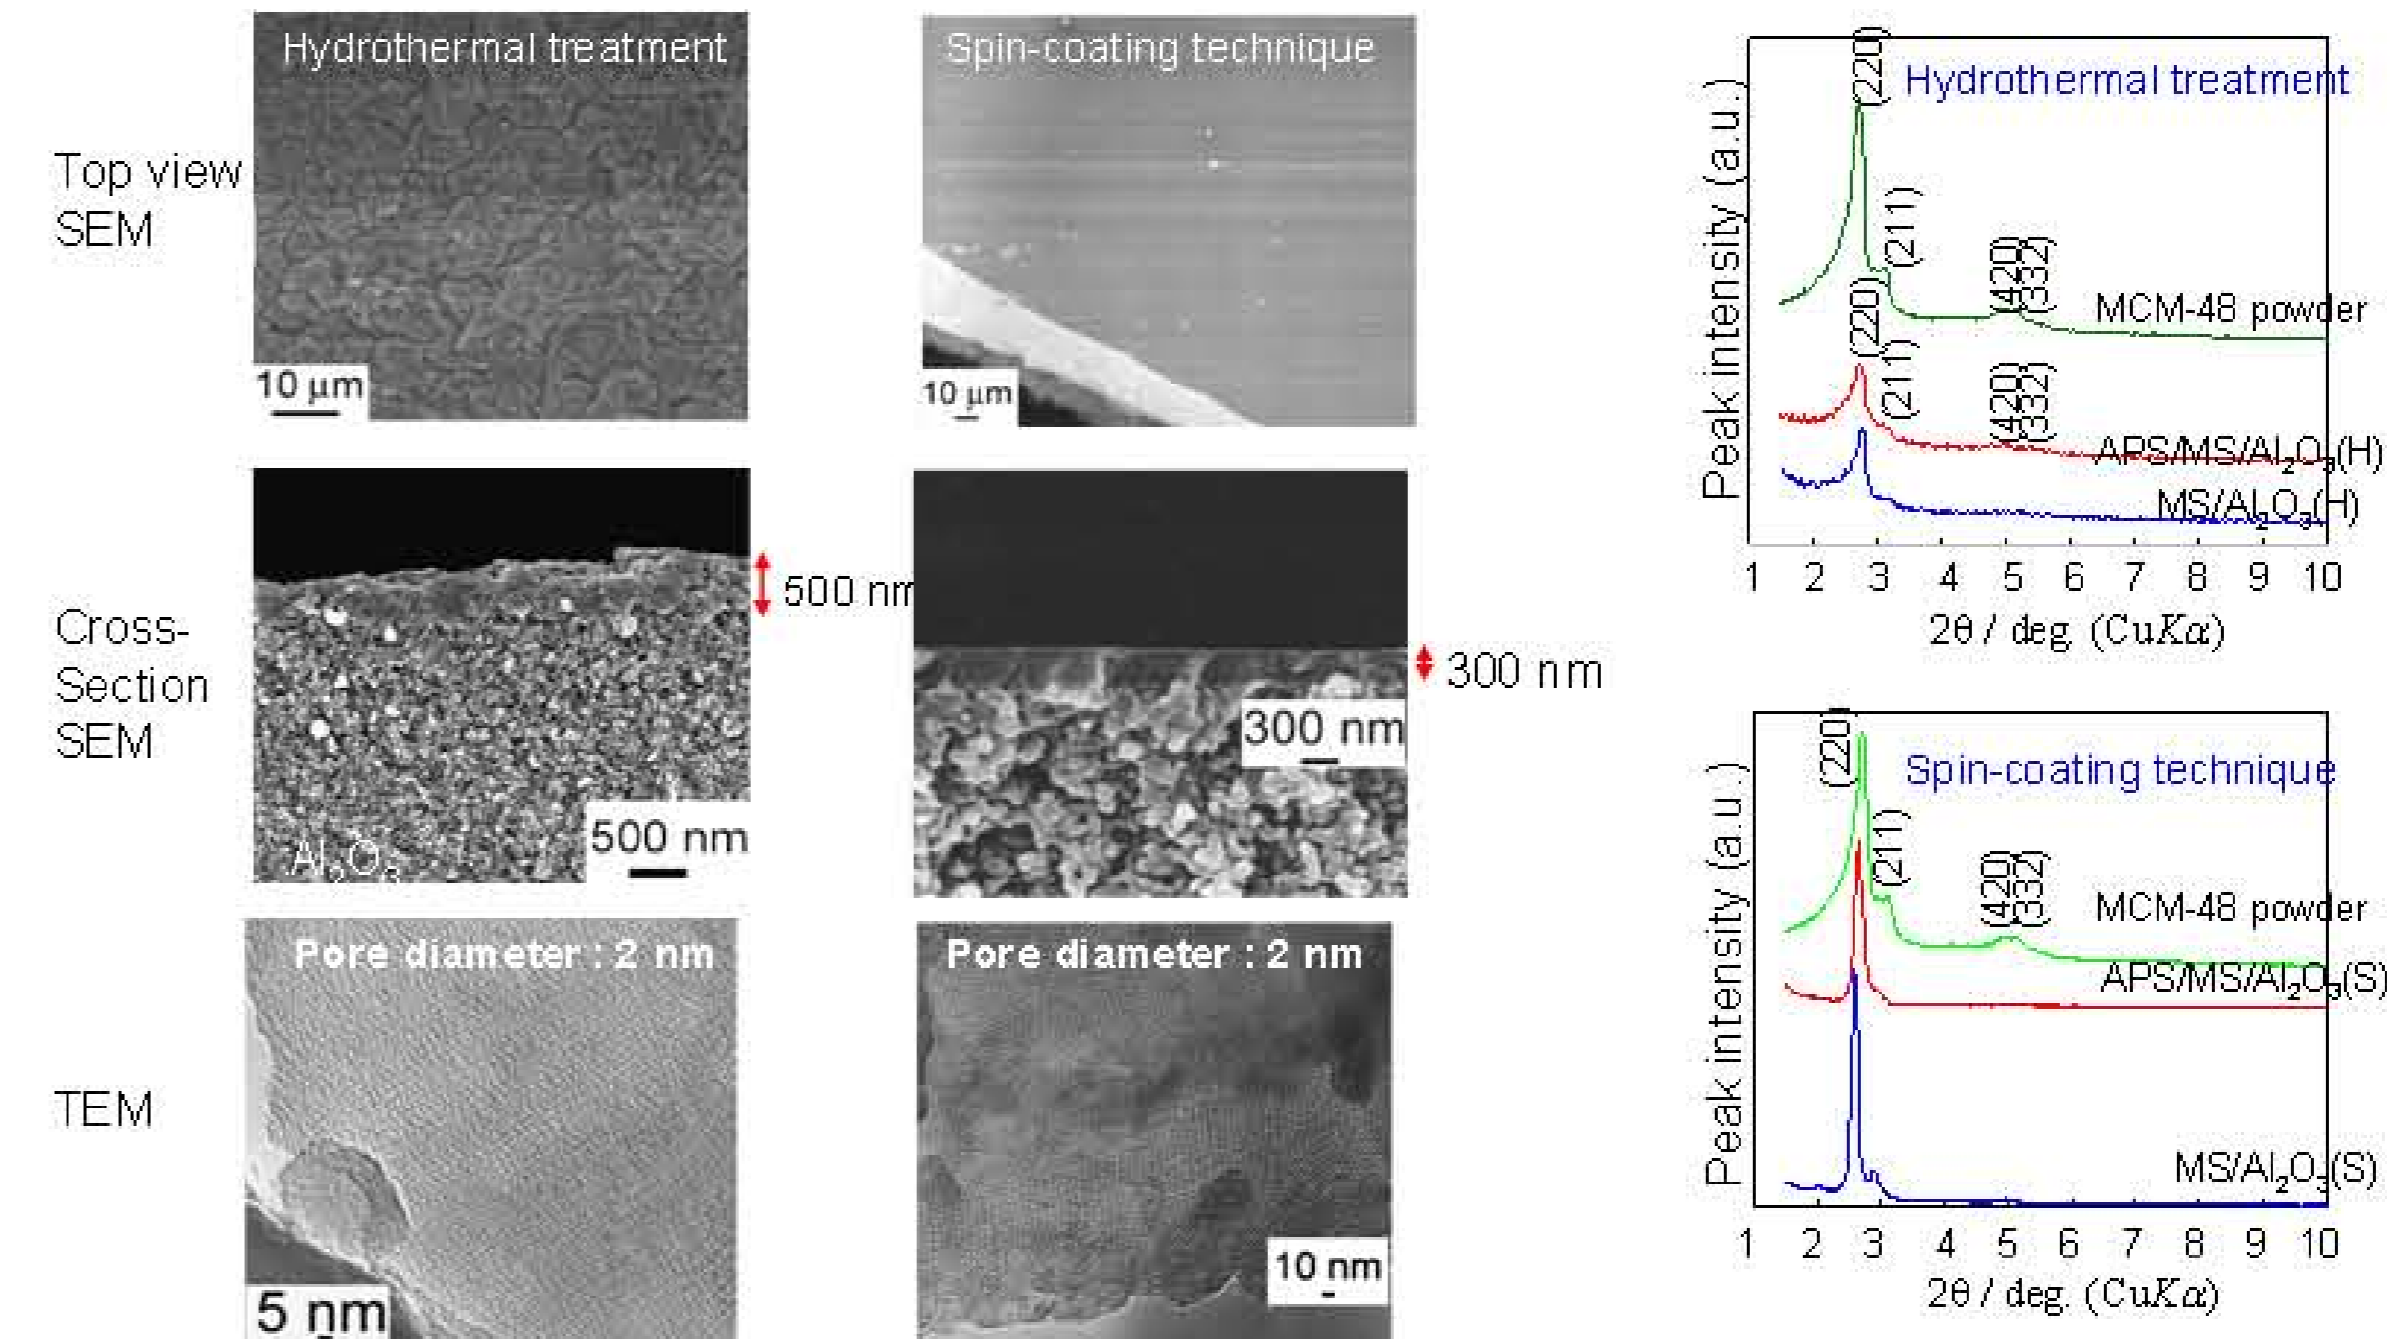 Hydrothermal treatment
Spin-coating technique
Top view
SEM
10 μm
10 μm
Cross-
Section
SEM
500 nm
300 nm
300 nm
500 nm
Al₂O₃
TEM
Pore diameter : 2 nm
Pore diameter : 2 nm
5 nm
10 nm
Hydrothermal treatment
Peak intensity (a.u.)
(220)
(211)
(420)
(332)
MCM-48 powder
(220)
(211)
(420)
(332)
APS/MS/Al₂O₃(H)
MS/Al₂O₃(H)
1 2 3 4 5 6 7 8 9 10
2θ / deg. (CuKα)
Spin-coating technique
Peak intensity (a.u.)
(220)
(211)
(420)
(332)
MCM-48 powder
APS/MS/Al₂O₃(S)
MS/Al₂O₃(S)
1 2 3 4 5 6 7 8 9 10
2θ / deg. (CuKα)